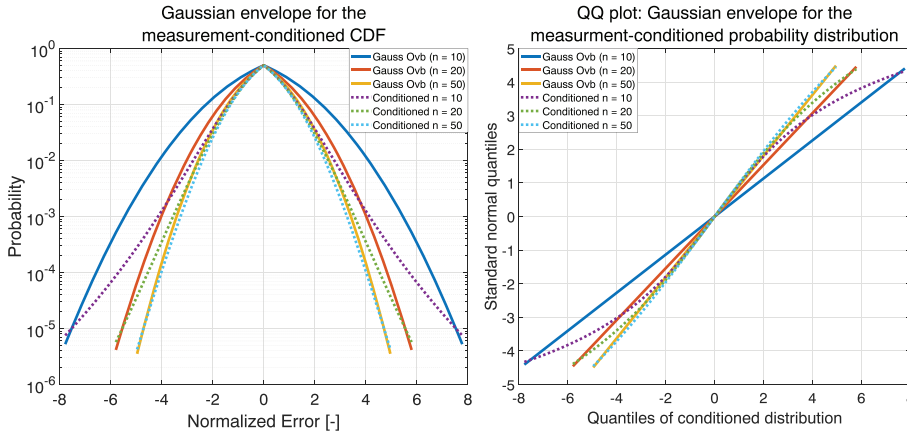 Gaussian envelope for the
measurement-conditioned CDF
10^0
10^-1
10^-2
10^-3
10^-4
10^-5
10^-6
Probability
-8 -6 -4 -2 0 2 4 6 8
Normalized Error [-]
Gauss Ovb (n = 10)
Gauss Ovb (n = 20)
Gauss Ovb (n = 50)
Conditioned n = 10
Conditioned n = 20
Conditioned n = 50
QQ plot: Gaussian envelope for the
measurment-conditioned probability distribution
5
4
3
2
1
0
-1
-2
-3
-4
-5
Standard normal quantiles
-8 -6 -4 -2 0 2 4 6 8
Quantiles of conditioned distribution
Gauss Ovb (n = 10)
Gauss Ovb (n = 20)
Gauss Ovb (n = 50)
Conditioned n = 10
Conditioned n = 20
Conditioned n = 50